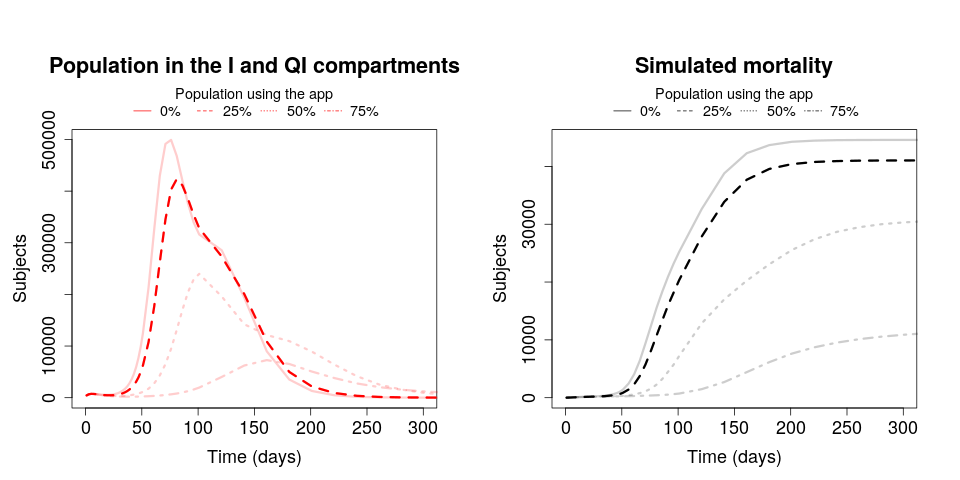 Population in the I and QI compartments
Population using the app
0% 25% 50% 75%
Subjects
0 100000 300000 500000
0 50 100 150 200 250 300
Time (days)
Simulated mortality
Population using the app
0% 25% 50% 75%
Subjects
0 10000 30000
0 50 100 150 200 250 300
Time (days)